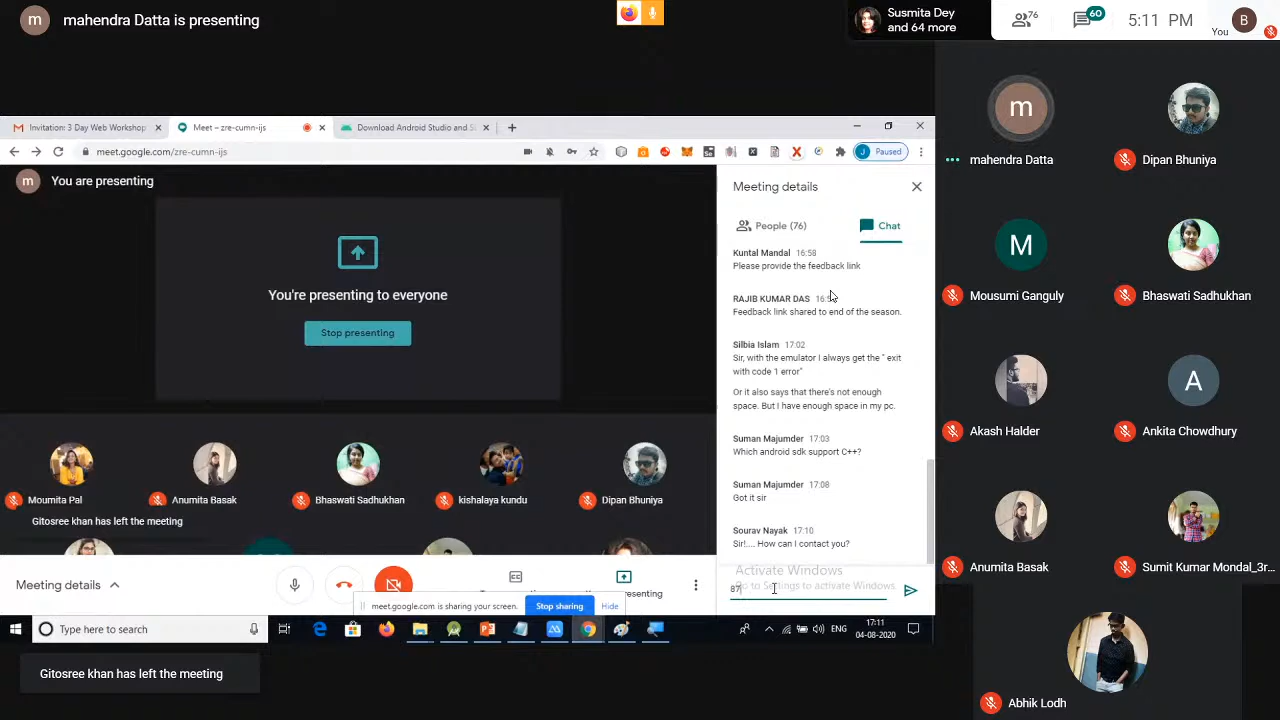 m
mahendra Datta is presenting
Susmita Dey
and 64 more
76
60
5:11 PM
You
B
Invitation: 3 Day Web Workshop
Meet – zre-cumn-ijs
Download Android Studio and S
meet.google.com/zre-cumn-ijs
J
Paused
m
You are presenting
You're presenting to everyone
Stop presenting
Moumita Pal
Anumita Basak
Bhaswati Sadhukhan
kishalaya kundu
Dipan Bhuniya
Gitosree khan has left the meeting
Meeting details
meet.google.com is sharing your screen.
Stop sharing
Hide
Meeting details
People (76)
Chat
Kuntal Mandal 16:58
Please provide the feedback link
RAJIB KUMAR DAS
Feedback link shared to end of the season.
Silbia Islam 17:02
Sir, with the emulator I always get the " exit
with code 1 error"
Or it also says that there's not enough
space. But I have enough space in my pc.
Suman Majumder 17:03
Which android sdk support C++?
Suman Majumder 17:08
Got it sir
Sourav Nayak 17:10
Sir!.... How can I contact you?
Activate Windows
Go to Settings to activate Windows
87
Type here to search
ENG
17:11
04-08-2020
Gitosree khan has left the meeting
m
mahendra Datta
Dipan Bhuniya
M
Mousumi Ganguly
Bhaswati Sadhukhan
Akash Halder
A
Ankita Chowdhury
Anumita Basak
Sumit Kumar Mondal_3r...
Abhik Lodh